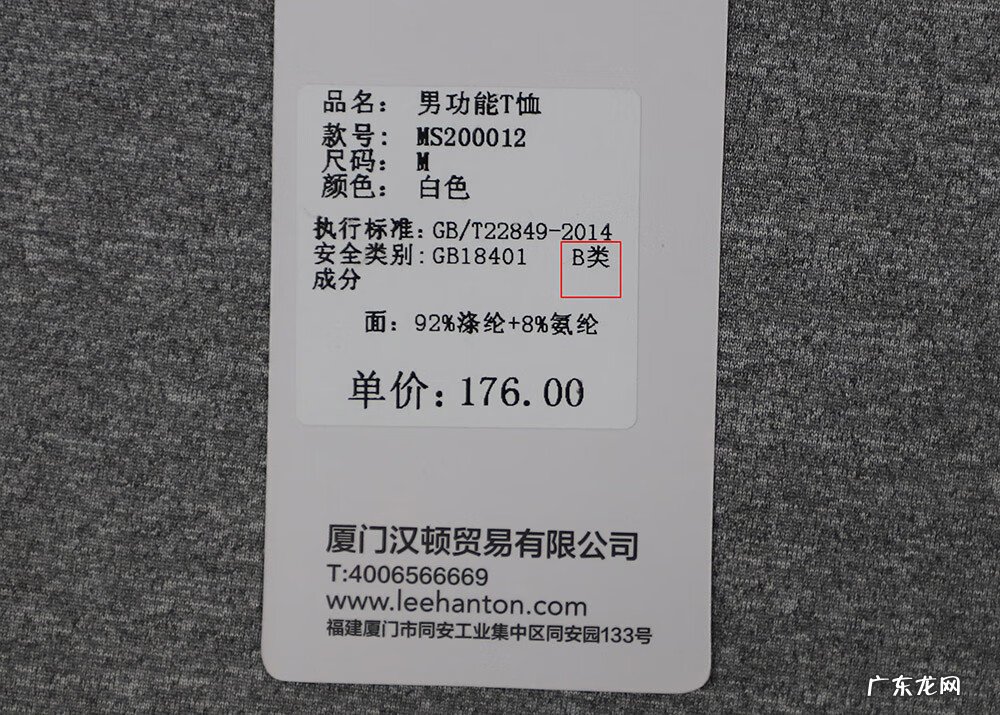 品名： 男功能T恤
款号： MS200012
尺码： M
颜色： 白色
执行标准：GB/T22849-2014
安全类别：GB18401 B类
成分
面：92%涤纶+8%氨纶
单价：176.00
厦门汉顿贸易有限公司
T:4006566669
www.leehanton.com
福建厦门市同安工业集中区同安园133号
广东龙网